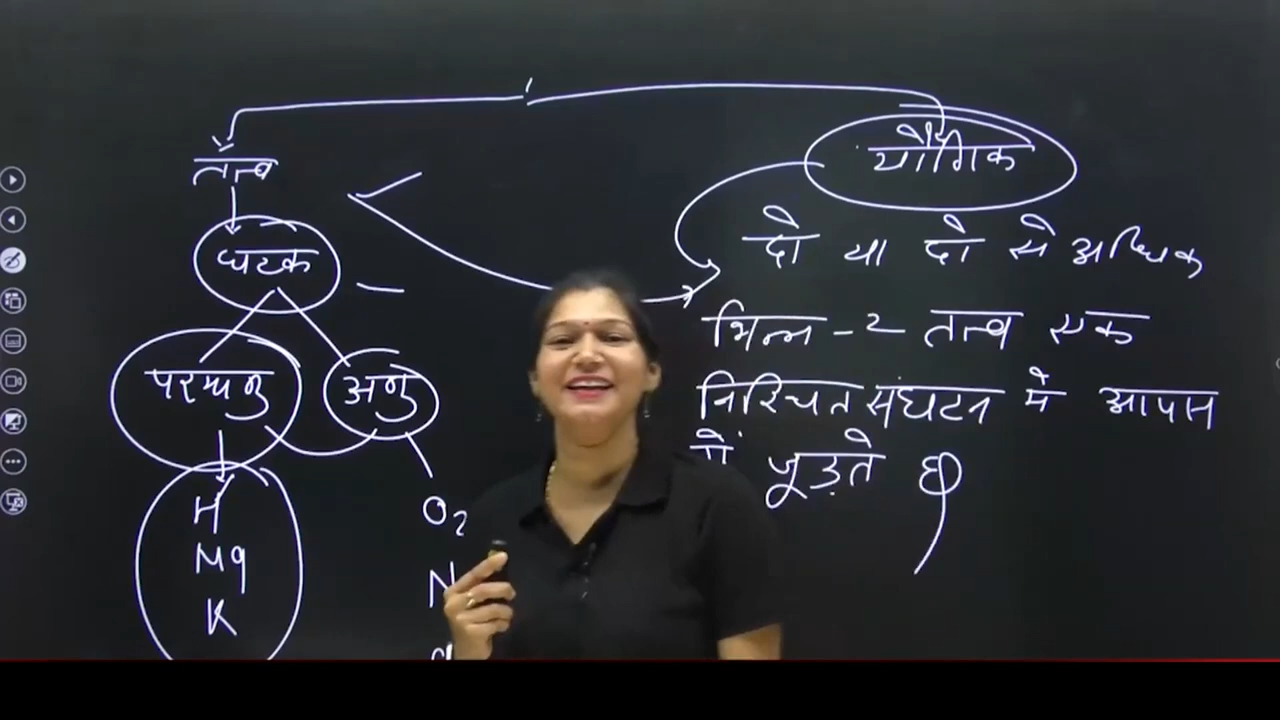 तत्व
यौगिक
घटक
परमाणु
अणु
H
Mg
K
O₂
N
दो या दो से अधिक
भिन्न-2 तत्व एक
निश्चित संघटन में आपस
में जूड़ते